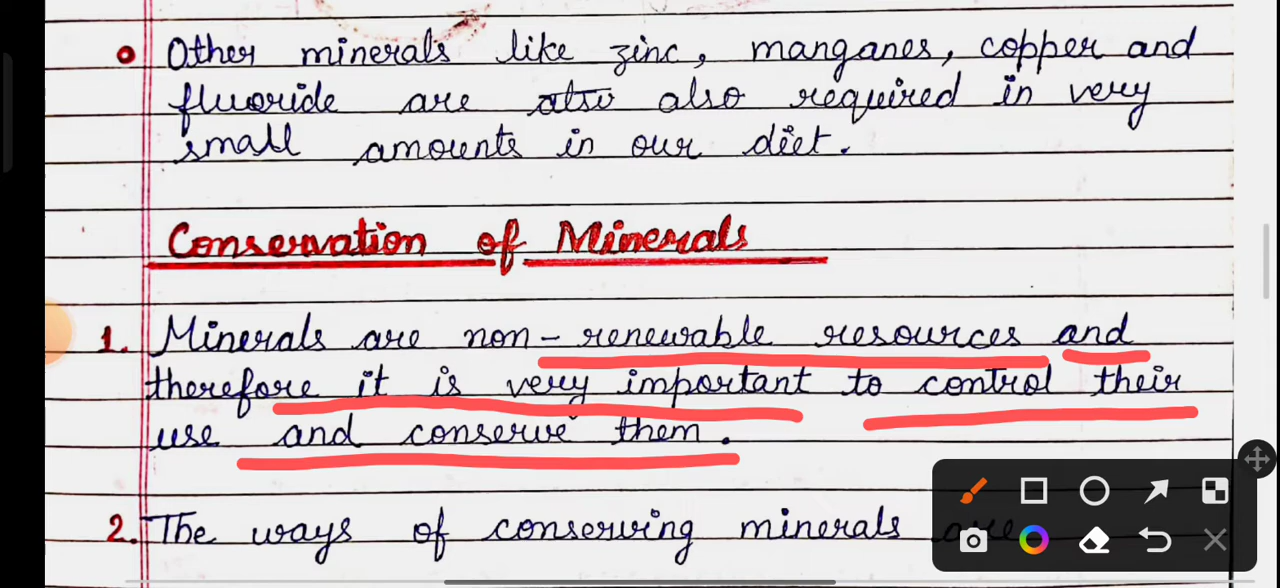 Other minerals like zinc, manganes, copper and
fluoride are also also required in very
small amounts in our diet.
Conservation of Minerals
1. Minerals are non-renewable resources and
therefore it is very important to control their
use and conserve them.
2. The ways of conserving minerals are